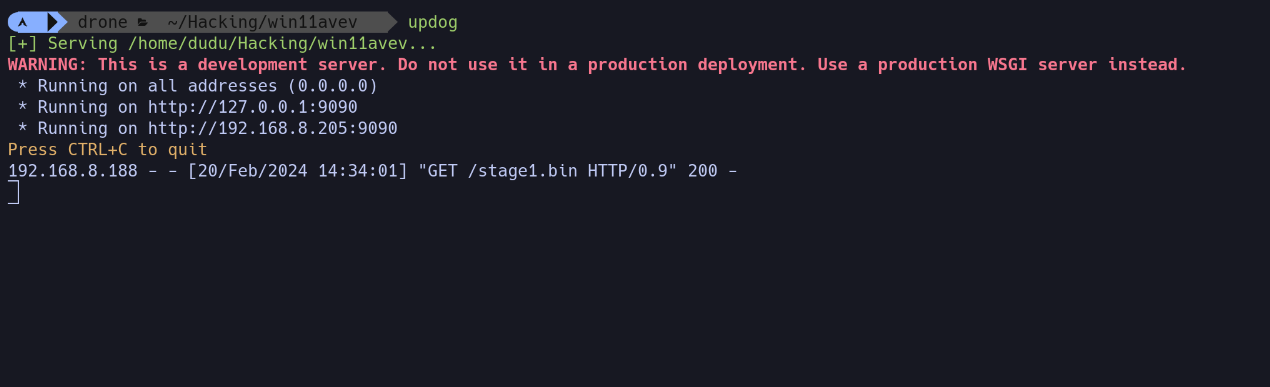 drone ~/Hacking/win11avev updog
[+] Serving /home/dudu/Hacking/win11avev...
WARNING: This is a development server. Do not use it in a production deployment. Use a production WSGI server instead.
 * Running on all addresses (0.0.0.0)
 * Running on http://127.0.0.1:9090
 * Running on http://192.168.8.205:9090
Press CTRL+C to quit
192.168.8.188 - - [20/Feb/2024 14:34:01] "GET /stage1.bin HTTP/0.9" 200 -